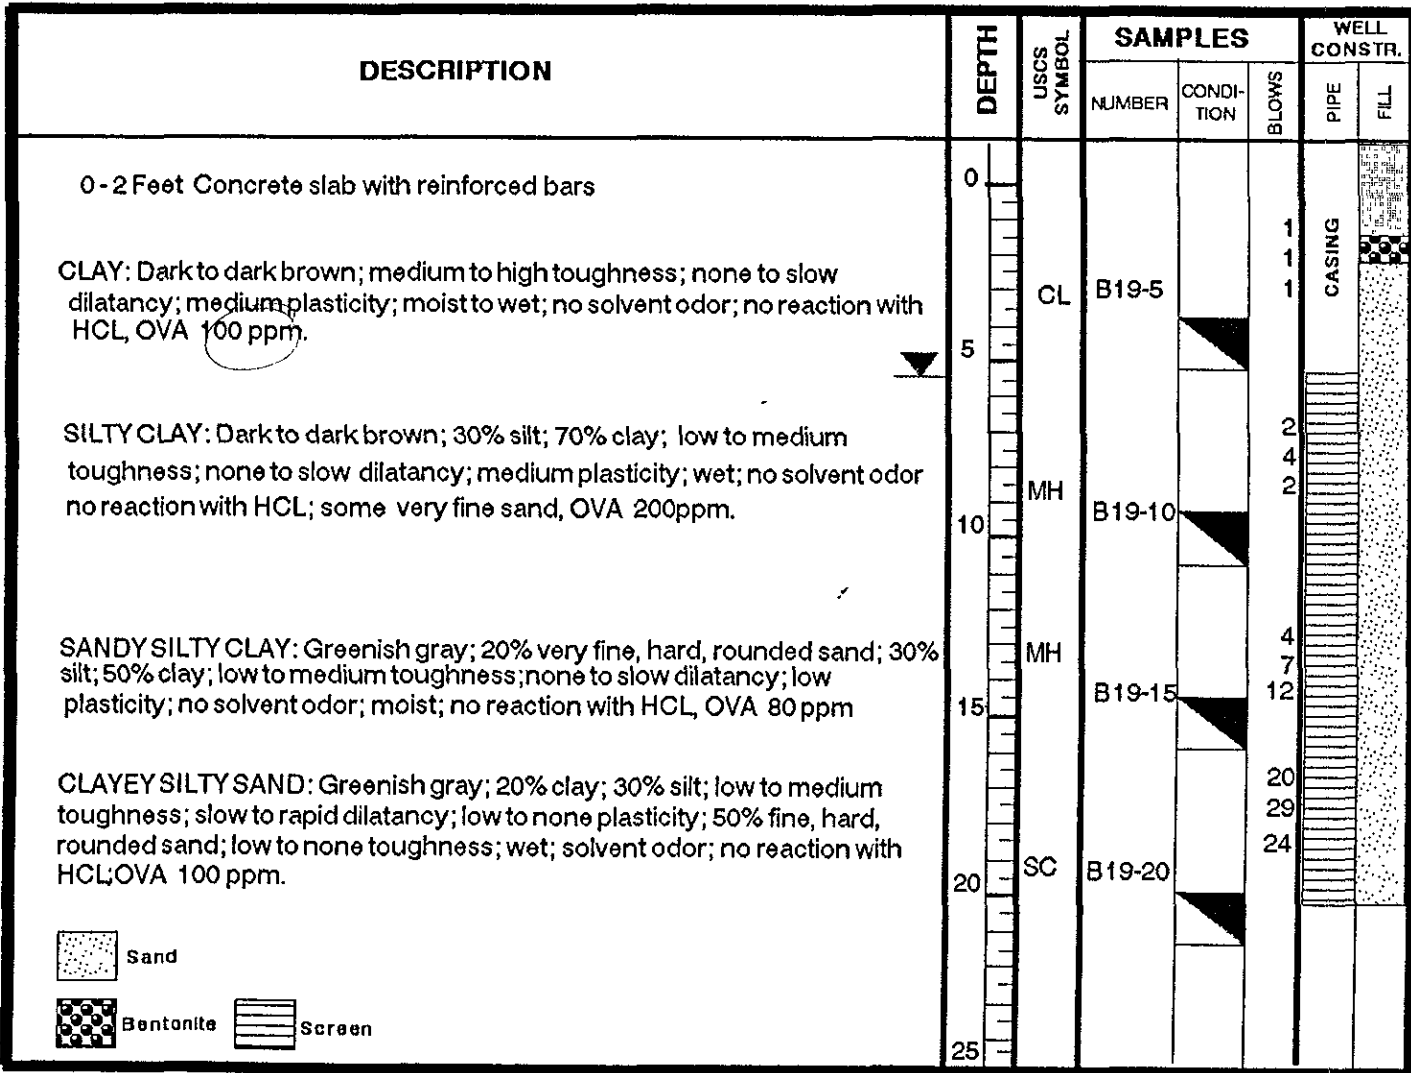 DESCRIPTION
DEPTH
USCS
SYMBOL
SAMPLES
NUMBER
CONDI-
TION
BLOWS
WELL
CONSTR.
PIPE
FILL
0-2 Feet Concrete slab with reinforced bars
CLAY: Dark to dark brown; medium to high toughness; none to slow
dilatancy; medium plasticity; moist to wet; no solvent odor; no reaction with
HCL, OVA 100 ppm.
SILTY CLAY: Dark to dark brown; 30% silt; 70% clay; low to medium
toughness; none to slow dilatancy; medium plasticity; wet; no solvent odor
no reaction with HCL; some very fine sand, OVA 200ppm.
SANDY SILTY CLAY: Greenish gray; 20% very fine, hard, rounded sand; 30%
silt; 50% clay; low to medium toughness; none to slow dilatancy; low
plasticity; no solvent odor; moist; no reaction with HCL, OVA 80 ppm
CLAYEY SILTY SAND: Greenish gray; 20% clay; 30% silt; low to medium
toughness; slow to rapid dilatancy; low to none plasticity; 50% fine, hard,
rounded sand; low to none toughness; wet; solvent odor; no reaction with
HCL;OVA 100 ppm.
Sand
Bentonite
Screen
0
5
10
15
20
25
CL
MH
MH
SC
B19-5
B19-10
B19-15
B19-20
1
1
1
2
4
2
4
7
12
20
29
24
CASING